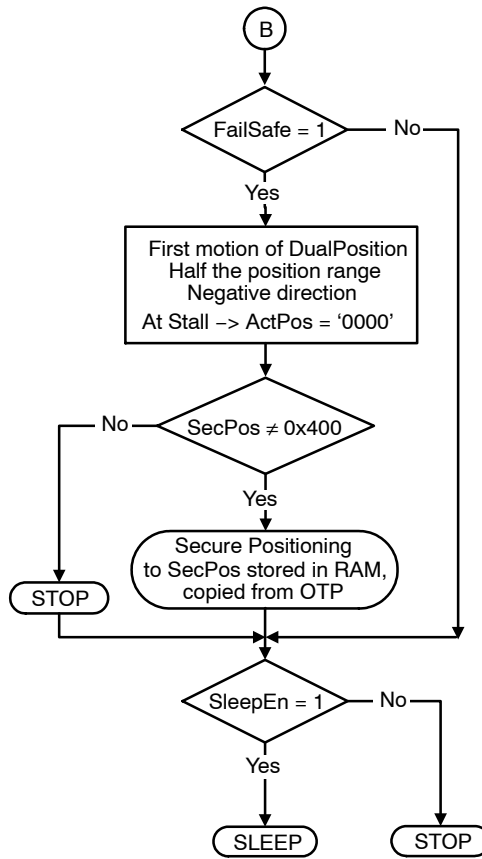 B
FailSafe = 1
No
Yes
First motion of DualPosition
Half the position range
Negative direction
At Stall −> ActPos = ‘0000’
No
SecPos ≠ 0x400
Yes
Secure Positioning
to SecPos stored in RAM,
copied from OTP
STOP
SleepEn = 1
No
Yes
SLEEP
STOP